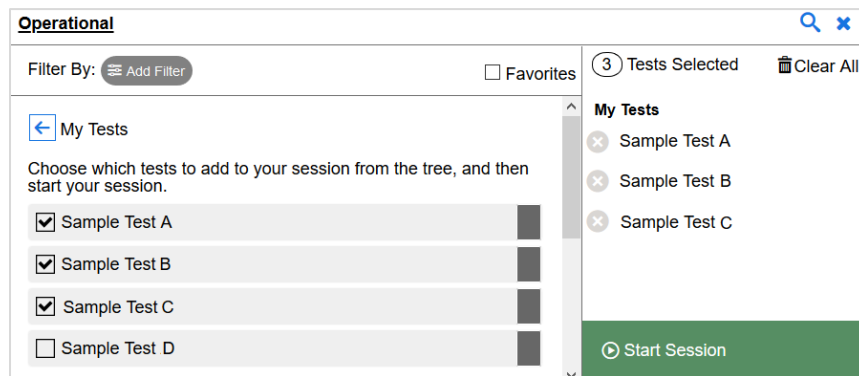 Operational
Filter By: Add Filter
Favorites
My Tests
Choose which tests to add to your session from the tree, and then
start your session.
Sample Test A
Sample Test B
Sample Test C
Sample Test D
3 Tests Selected
Clear All
My Tests
Sample Test A
Sample Test B
Sample Test C
Start Session